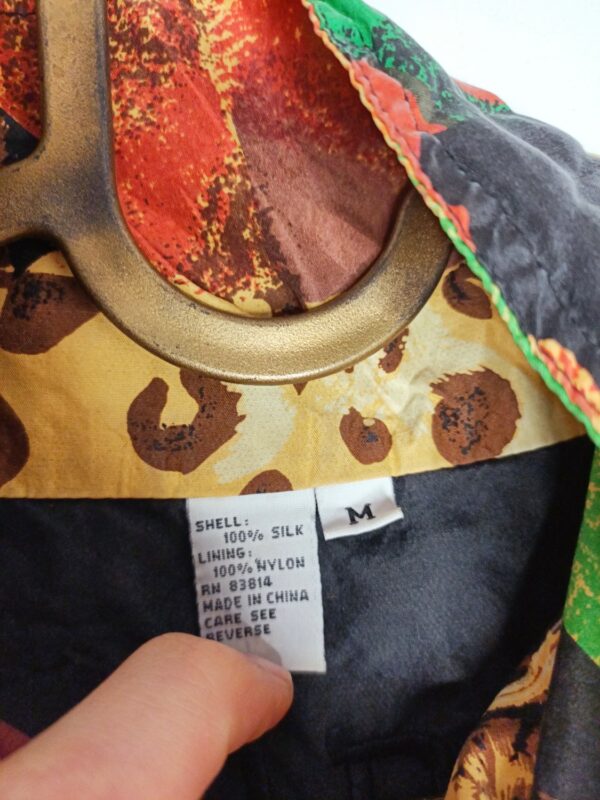 SHELL:
100% SILK
LINING:
100% NYLON
RN 83814
MADE IN CHINA
CARE SEE
REVERSE
M